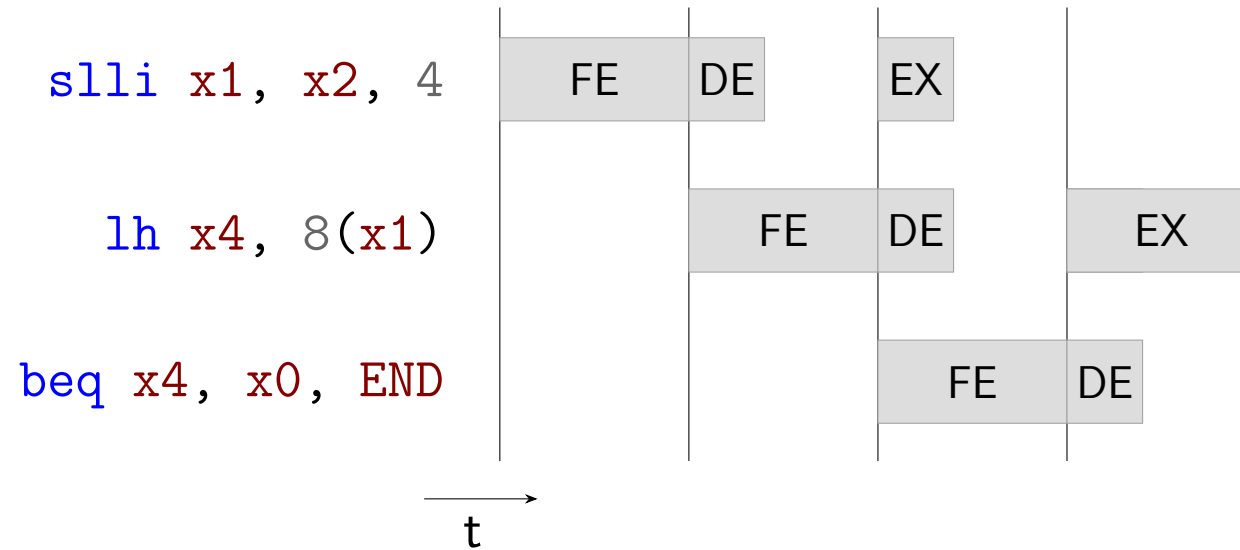 slli x1, x2, 4 FE DE EX
lh x4, 8(x1) FE DE EX
beq x4, x0, END FE DE
t